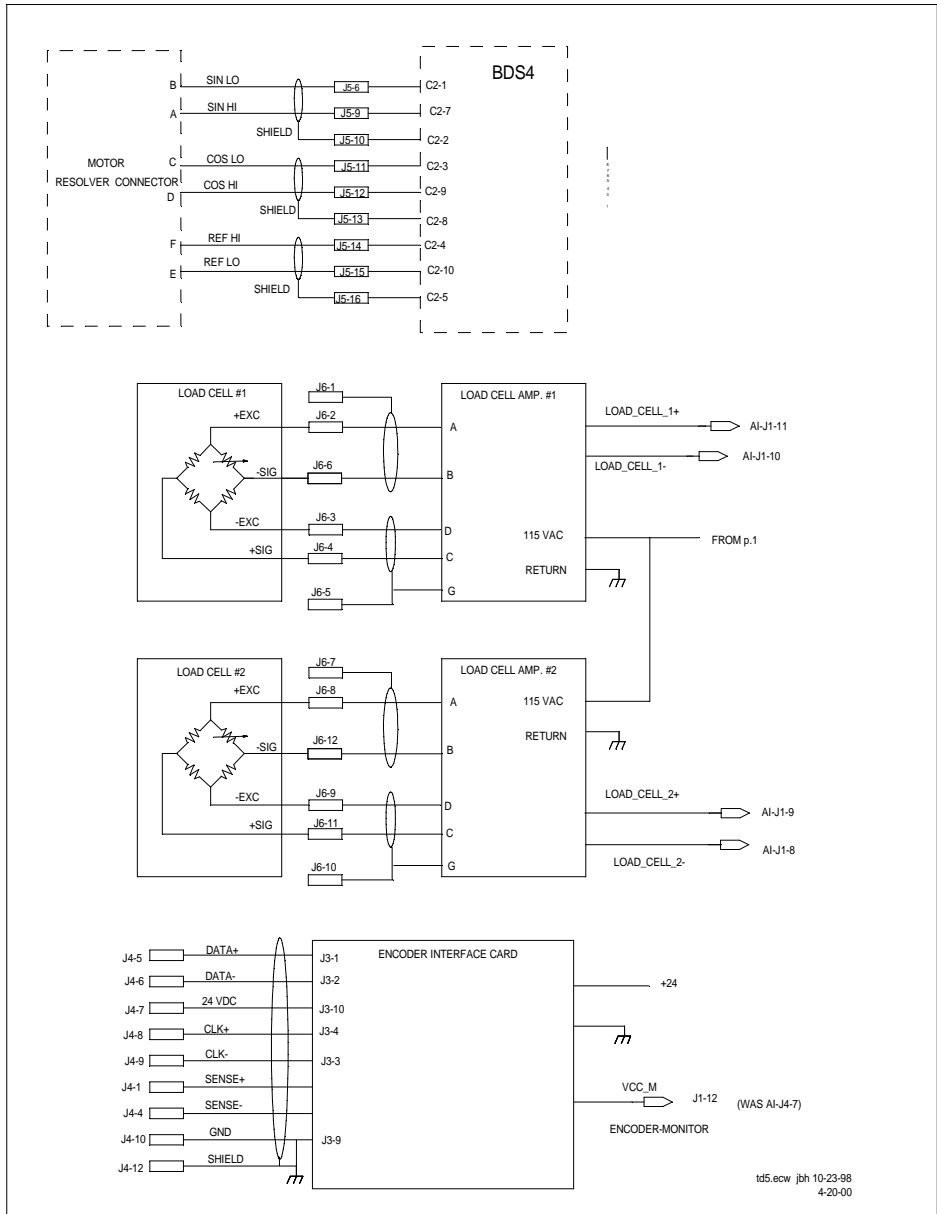 BDS4
B SIN LO J5-6 C2-1
A SIN HI J5-9 C2-7
SHIELD J5-10 C2-2
MOTOR
RESOLVER CONNECTOR
C COS LO J5-11 C2-3
D COS HI J5-12 C2-9
SHIELD J5-13 C2-8
F REF HI J5-14 C2-4
E REF LO J5-15 C2-10
SHIELD J5-16 C2-5
LOAD CELL #1
J6-1
LOAD CELL AMP. #1
+EXC J6-2 A
LOAD_CELL_1+ AI-J1-11
-SIG J6-6 B
LOAD_CELL_1- AI-J1-10
-EXC J6-3 D
+SIG J6-4 C
J6-5 G
115 VAC FROM p.1
RETURN
LOAD CELL #2
J6-7
LOAD CELL AMP. #2
+EXC J6-8 A
115 VAC
-SIG J6-12 B
RETURN
-EXC J6-9 D
+SIG J6-11 C
J6-10 G
LOAD_CELL_2+ AI-J1-9
LOAD_CELL_2- AI-J1-8
ENCODER INTERFACE CARD
J4-5 DATA+ J3-1
J4-6 DATA- J3-2
J4-7 24 VDC J3-10
J4-8 CLK+ J3-4
J4-9 CLK- J3-3
J4-1 SENSE+
J4-4 SENSE-
J4-10 GND J3-9
J4-12 SHIELD
+24
VCC_M J1-12 (WAS AI-J4-7)
ENCODER-MONITOR
td5.ecw jbh 10-23-98
4-20-00